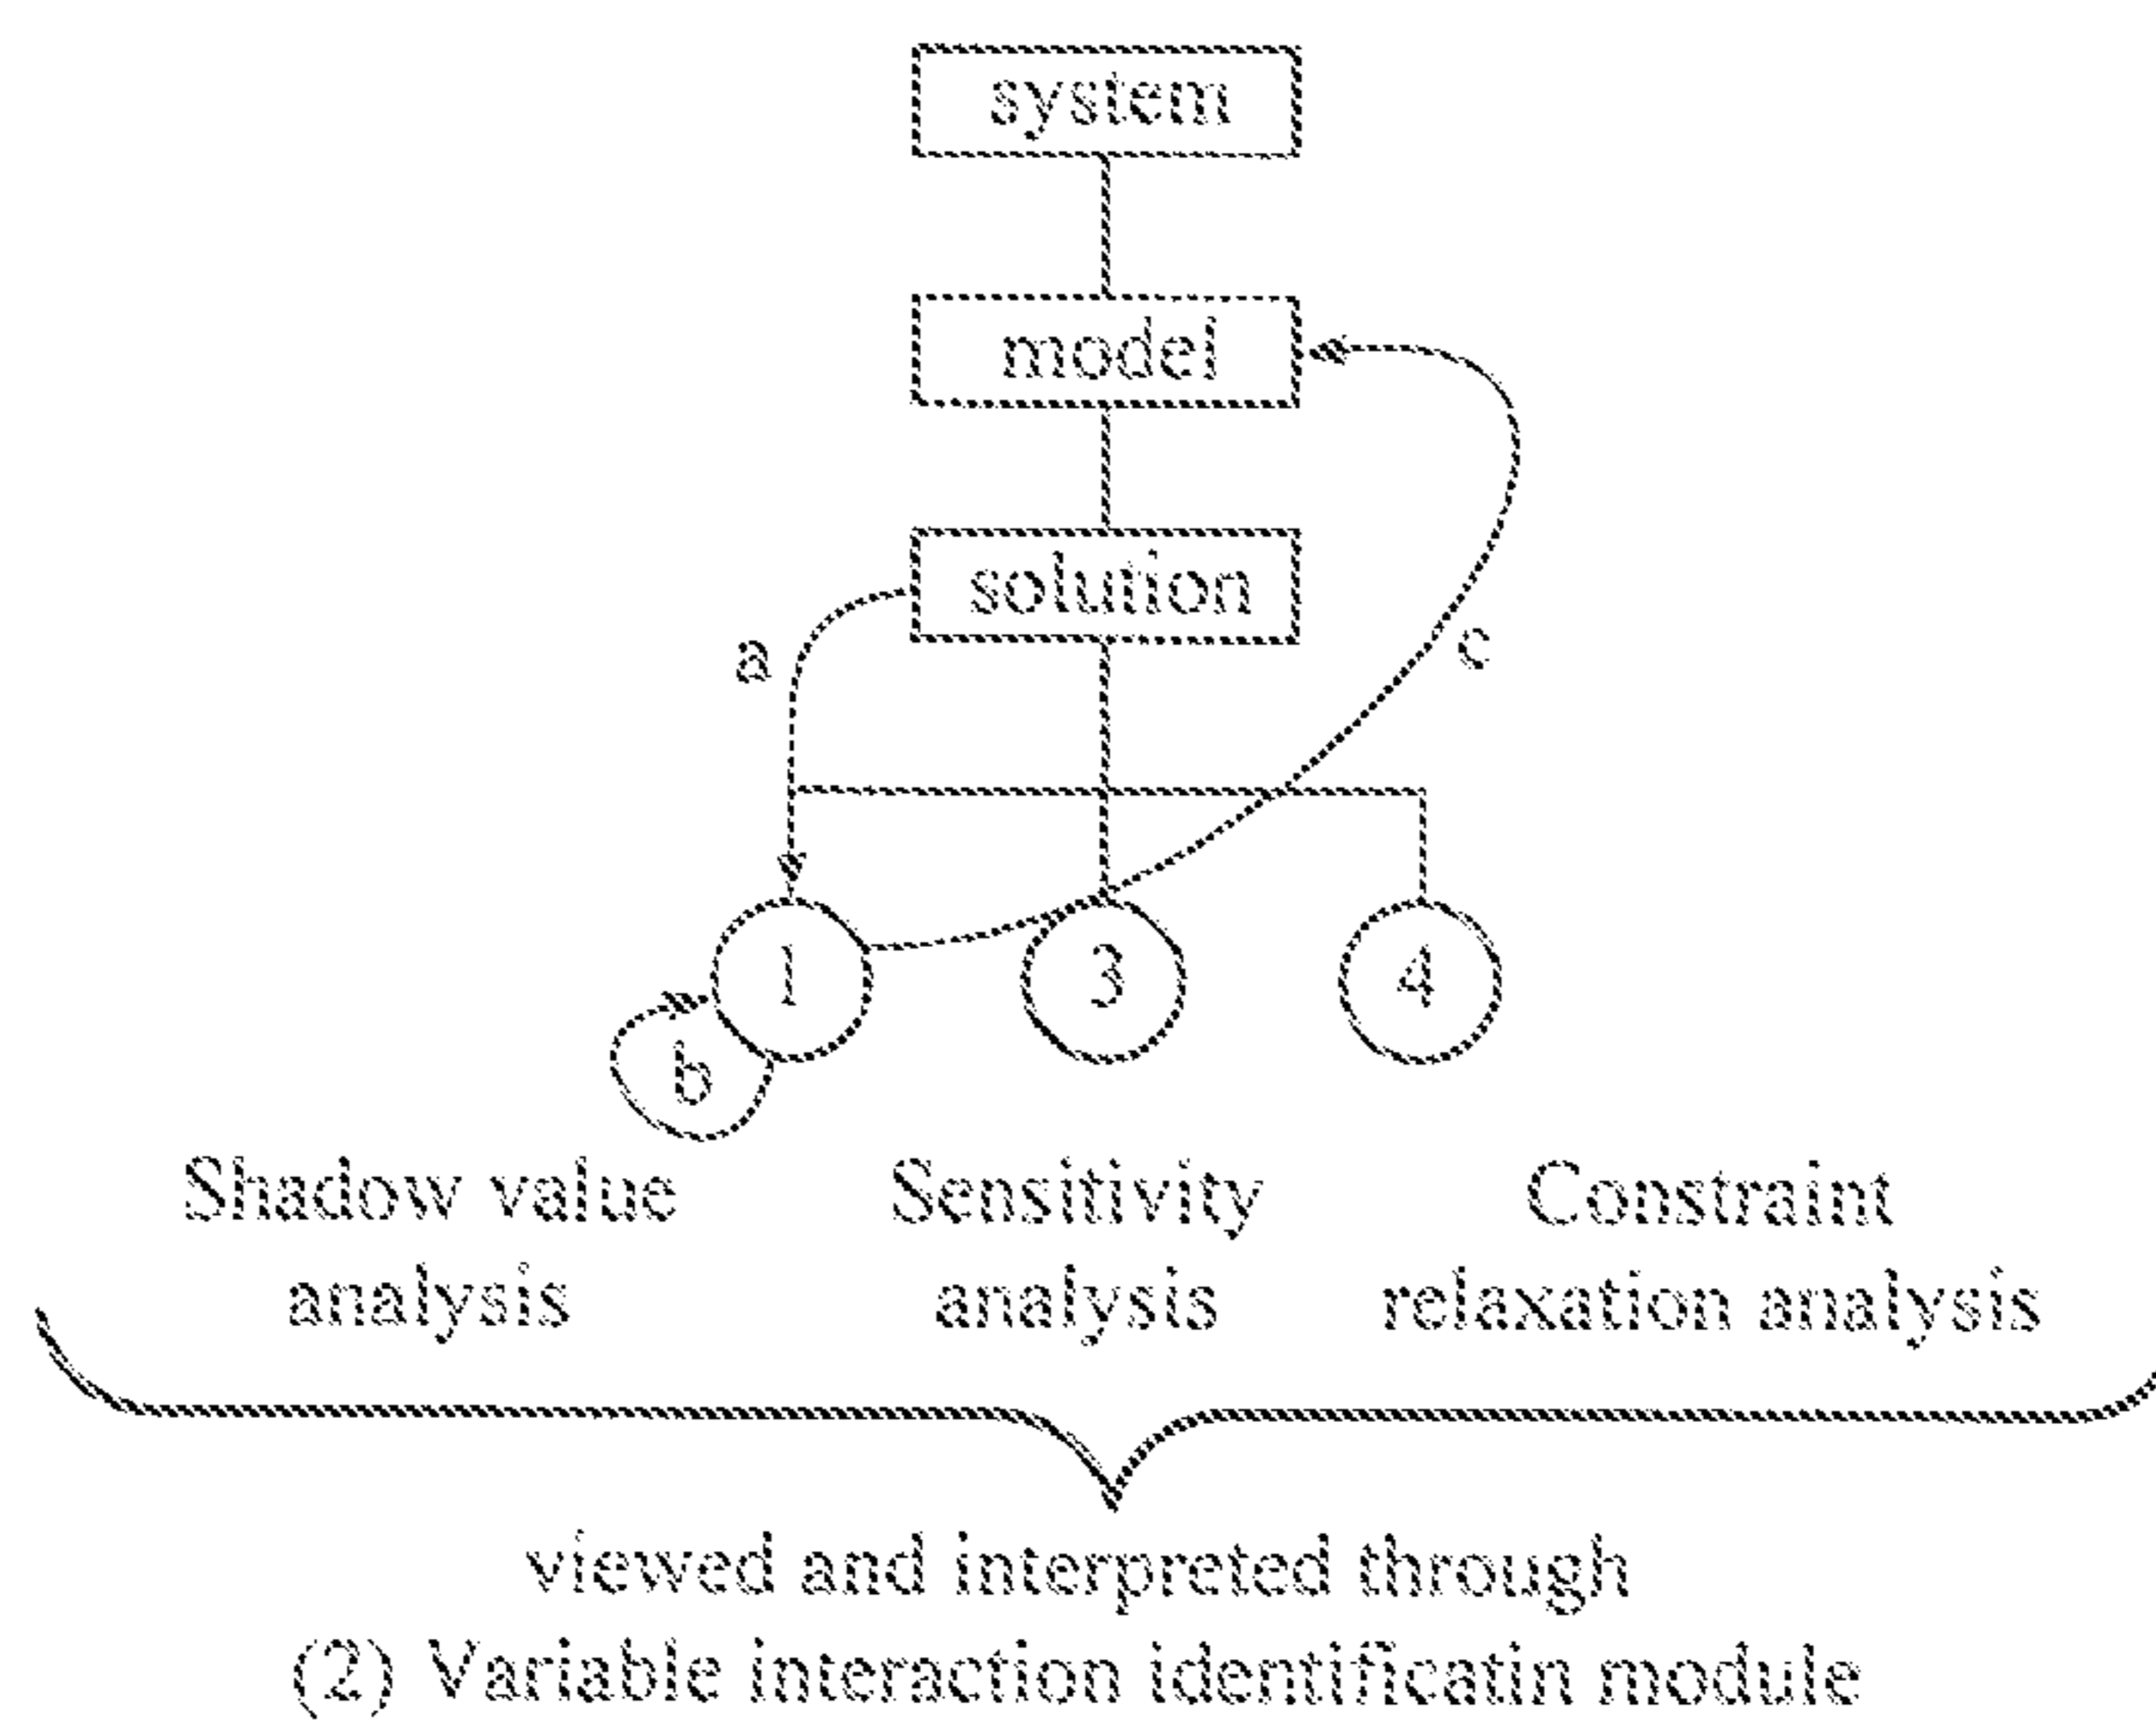 system
model
solution
a
c
1
3
4
b
Shadow value
analysis
Sensitivity
analysis
Constraint
relaxation analysis
viewed and interpreted through
(2) Variable interaction identificatin module